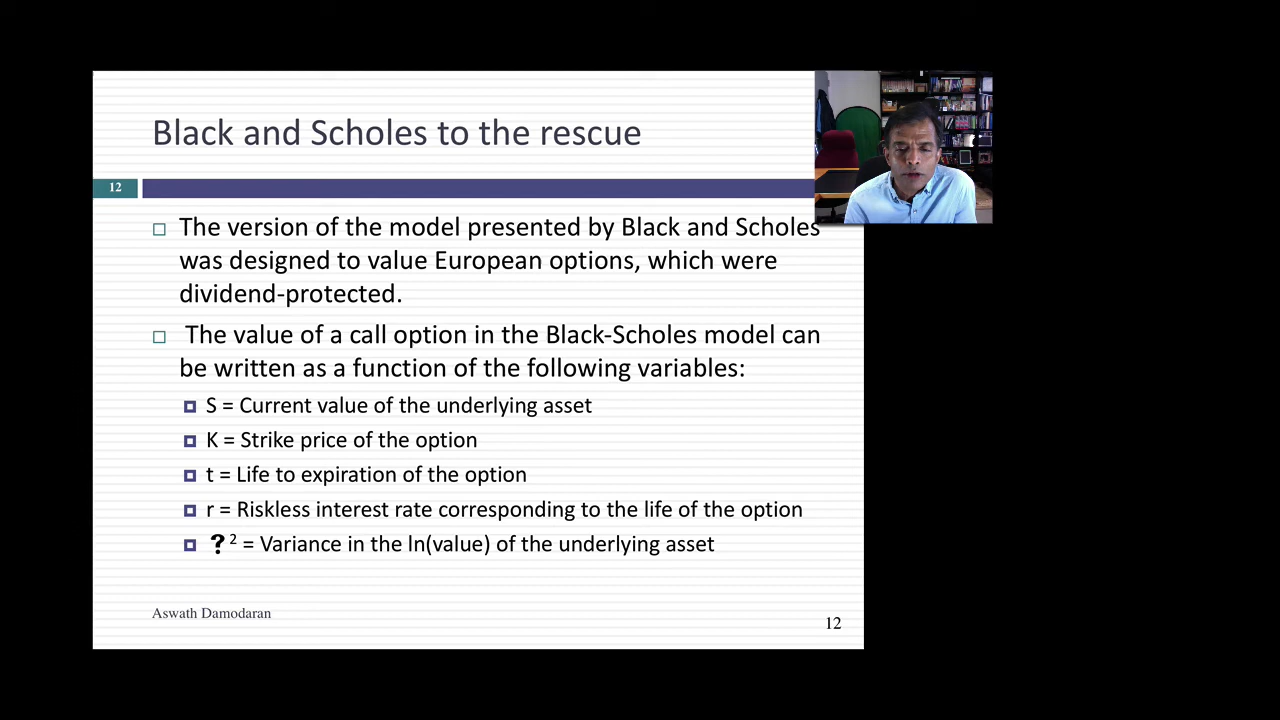 Black and Scholes to the rescue
12
□ The version of the model presented by Black and Scholes
was designed to value European options, which were
dividend-protected.
□ The value of a call option in the Black-Scholes model can
be written as a function of the following variables:
S = Current value of the underlying asset
K = Strike price of the option
t = Life to expiration of the option
r = Riskless interest rate corresponding to the life of the option
?² = Variance in the ln(value) of the underlying asset
Aswath Damodaran
12